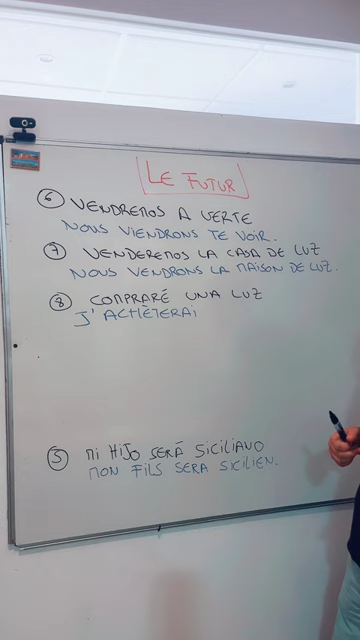 LE FUTUR
6 VENDREMOS A VERTE
NOUS VIENDRONS TE VOIR.
7 VENDEREMOS LA CASA DE LUZ
NOUS VENDRONS LA MAISON DE LUZ.
8 COMPRARÉ UNA LUZ
J'ACHÈTERAI
5 MI HIJO SERÁ SICILIANO
MON FILS SERA SICILIEN.